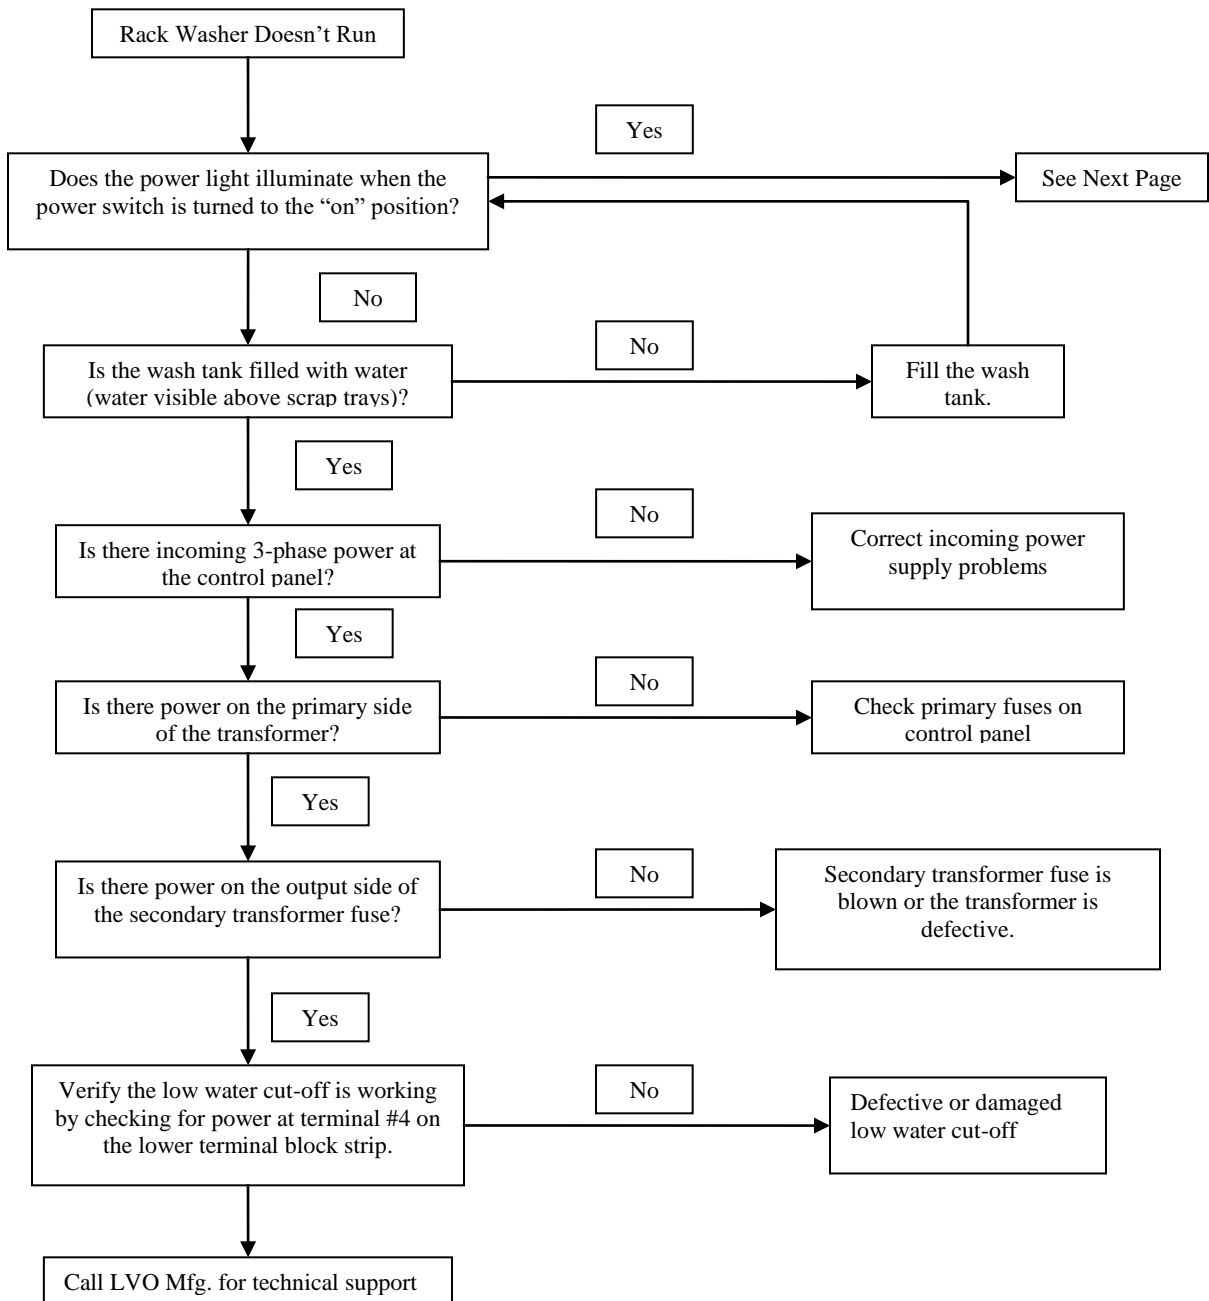 Rack Washer Doesn’t Run
Yes
Does the power light illuminate when the
power switch is turned to the “on” position?
See Next Page
No
Is the wash tank filled with water
(water visible above scrap trays)?
No
Fill the wash
tank.
Yes
Is there incoming 3-phase power at
the control panel?
No
Correct incoming power
supply problems
Yes
Is there power on the primary side
of the transformer?
No
Check primary fuses on
control panel
Yes
Is there power on the output side of
the secondary transformer fuse?
No
Secondary transformer fuse is
blown or the transformer is
defective.
Yes
Verify the low water cut-off is working
by checking for power at terminal #4 on
the lower terminal block strip.
No
Defective or damaged
low water cut-off
Call LVO Mfg. for technical support